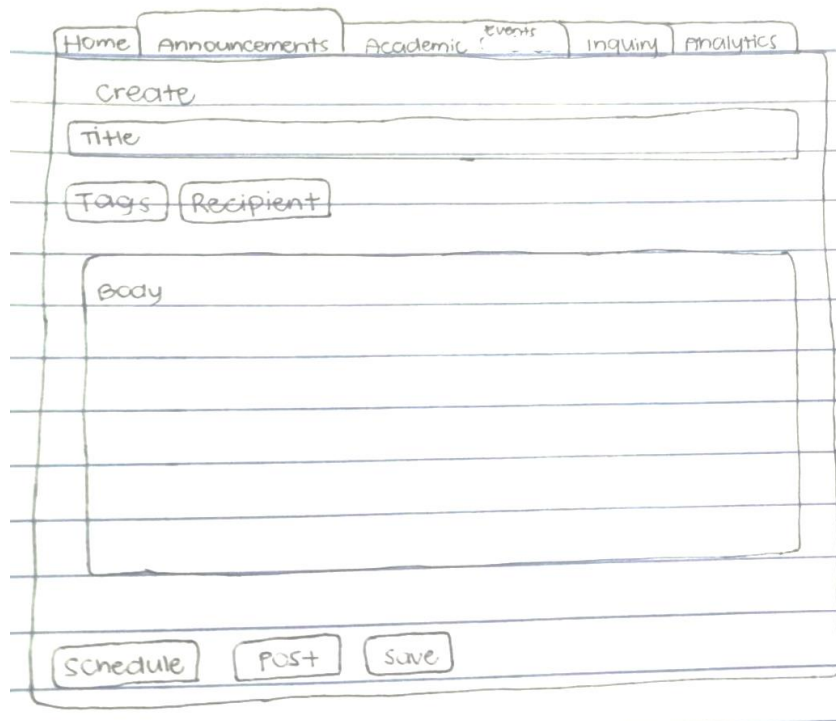 Home Announcements Academic Events Inquiry Analytics
Create
Title
Tags Recipient
Body
Schedule Post Save